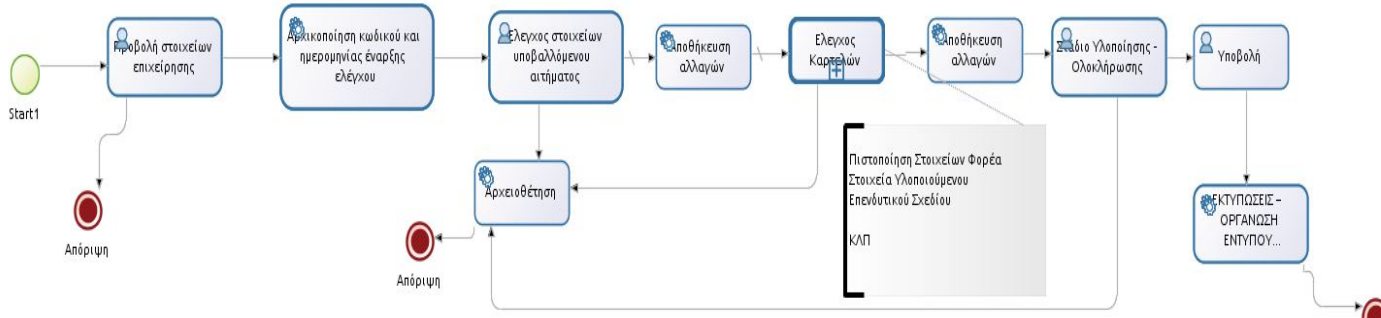 Start1
Προβολή στοιχείων
επιχείρησης
Απόριψη
Αρχικοποίηση κωδικού και
ημερομηνίας έναρξης
ελέγχου
Ελεγχος στοιχείων
υποβαλλόμενου
αιτήματος
Αποθήκευση
αλλαγών
Ελεγχος
Καρτελών
Αποθήκευση
αλλαγών
Στάδιο Υλοποίησης -
Ολοκλήρωσης
Υποβολή
Αρχειοθέτηση
Απόριψη
Πιστοποίηση Στοιχείων Φορέα
Στοιχεία Υλοποιούμενου
Επενδυτικού Σχεδίου
ΚΛΠ
ΕΚΤΥΠΩΣΕΙΣ –
ΟΡΓΑΝΩΣΗ
ΕΝΤΥΠΟΥ...